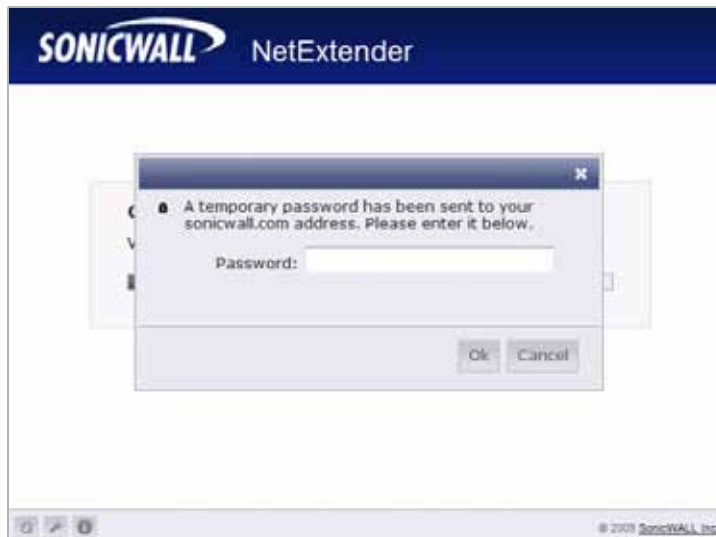 SONICWALL NetExtender
A temporary password has been sent to your
sonicwall.com address. Please enter it below.
Password:
Ok Cancel
SonicWALL Inc